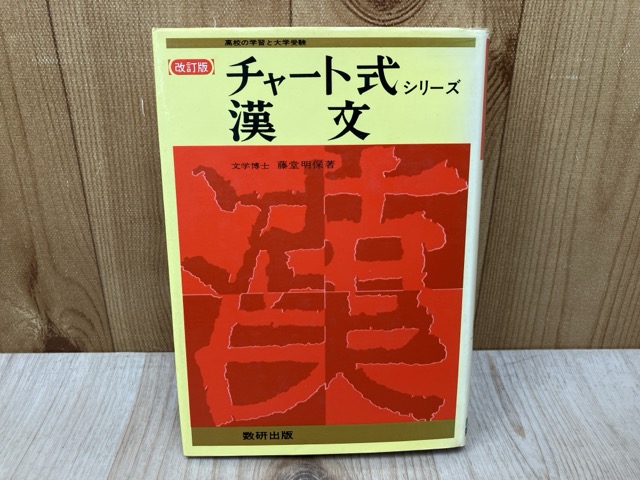 高校の学習と大学受験
改訂版
チャート式シリーズ
漢文
文学博士 藤堂明保著
漢
数研出版